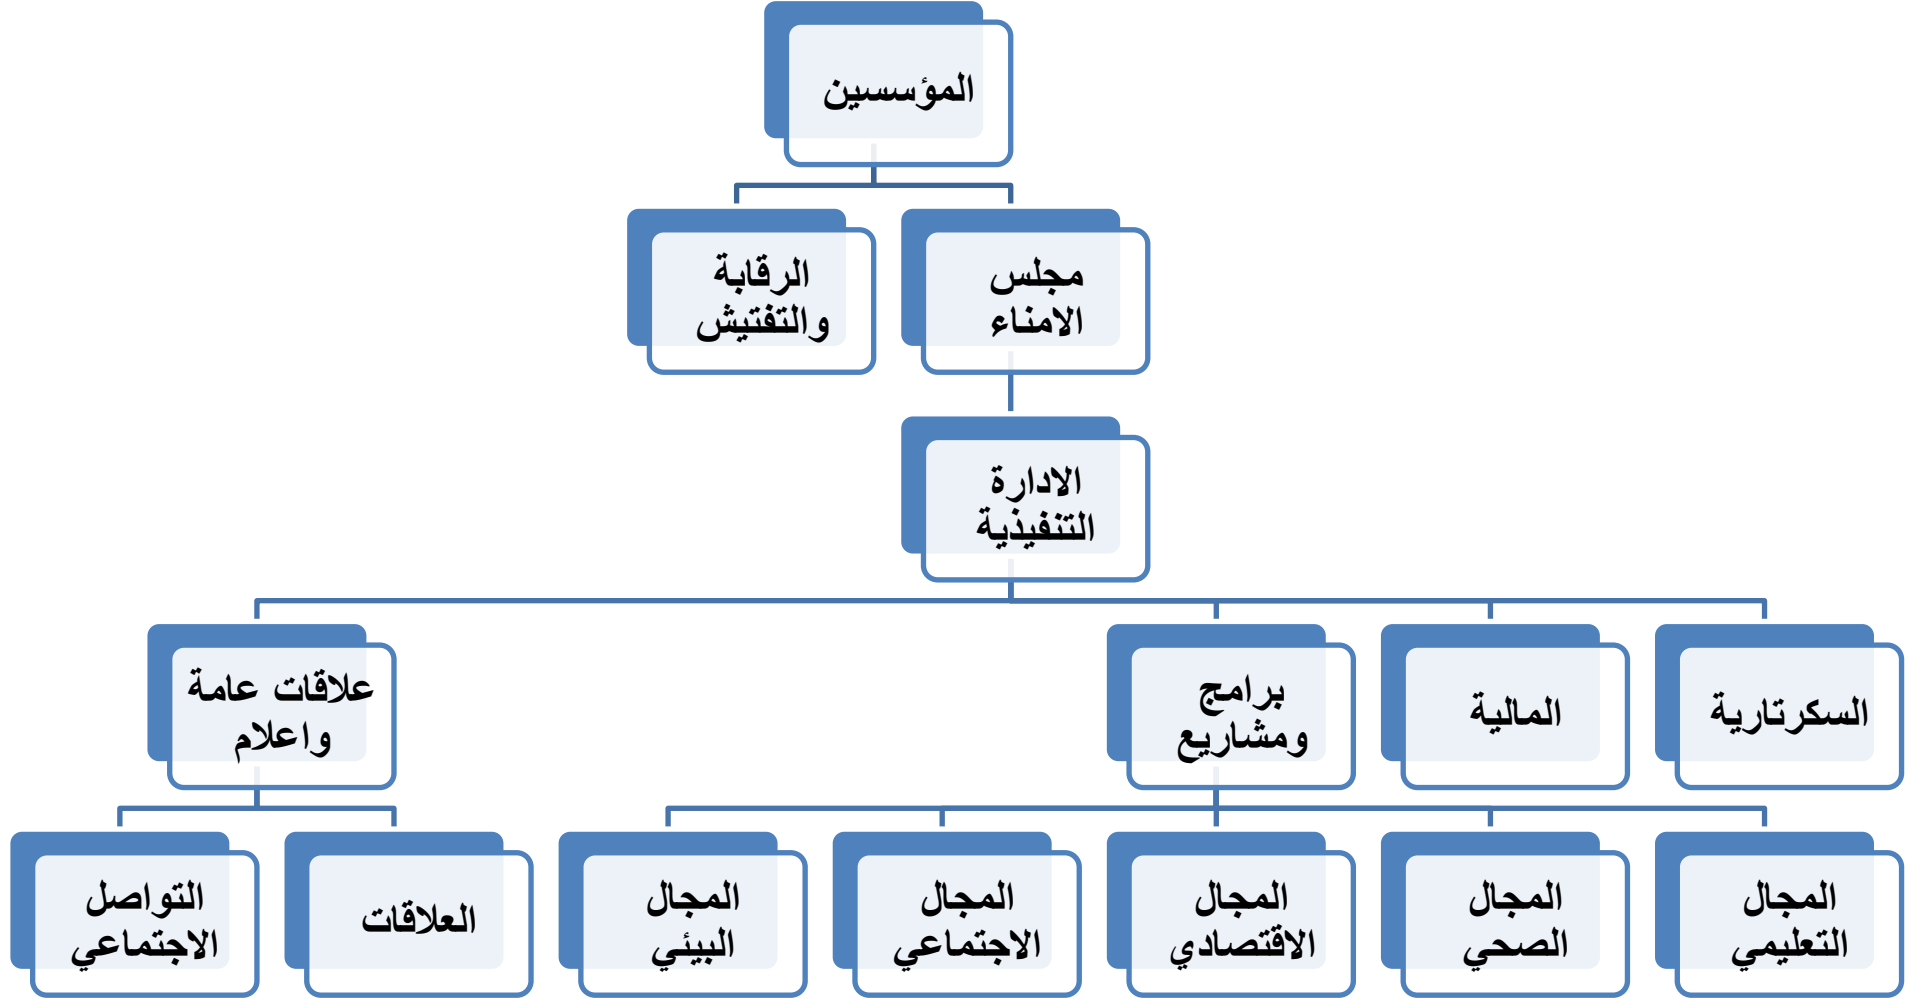 المؤسسين
مجلس
الامناء
الرقابة
والتفتيش
الادارة
التنفيذية
السكرتارية
المالية
برامج
ومشاريع
علاقات عامة
واعلام
المجال
التعليمي
المجال
الصحي
المجال
الاقتصادي
المجال
الاجتماعي
المجال
البيئي
العلاقات
التواصل
الاجتماعي